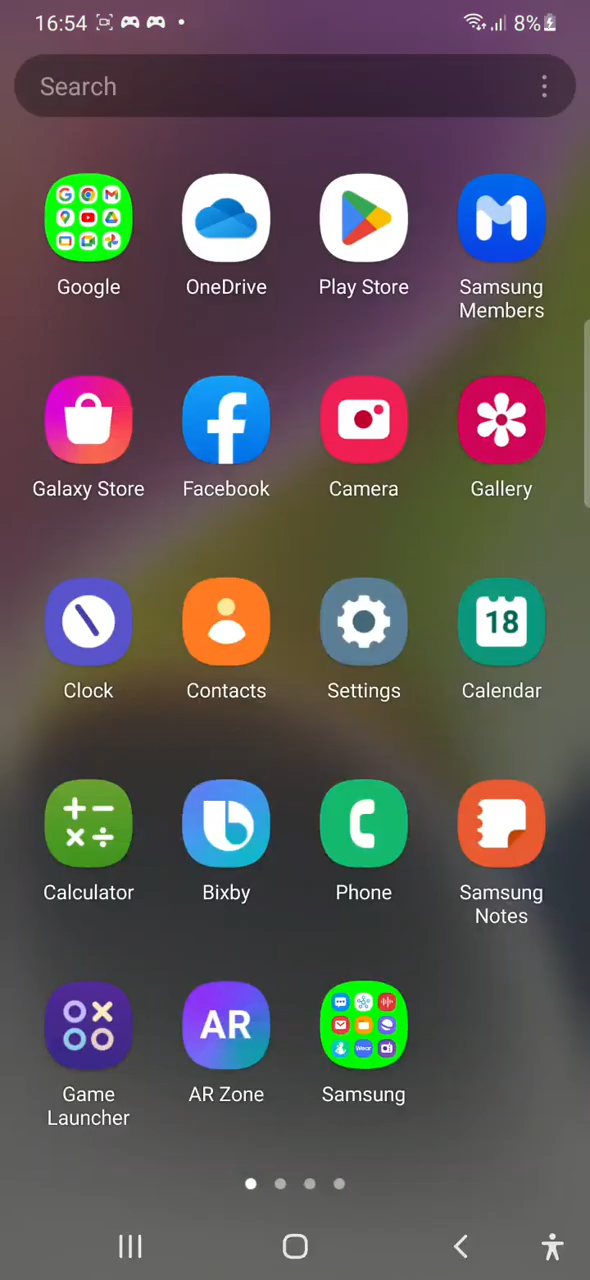 16:54
8%
Search
Google
OneDrive
Play Store
Samsung
Members
Galaxy Store
Facebook
Camera
Gallery
18
Clock
Contacts
Settings
Calendar
Calculator
Bixby
Phone
Samsung
Notes
AR
Wear
Game
Launcher
AR Zone
Samsung